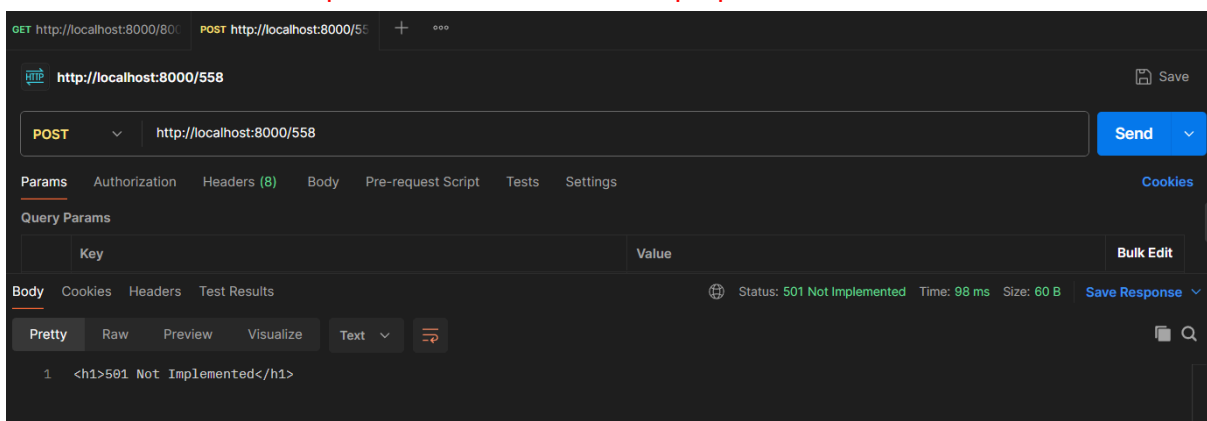 GET http://localhost:8000/800 POST http://localhost:8000/55
HTTP http://localhost:8000/558 Save
POST http://localhost:8000/558 Send
Params Authorization Headers (8) Body Pre-request Script Tests Settings Cookies
Query Params
Key Value Bulk Edit
Body Cookies Headers Test Results Status: 501 Not Implemented Time: 98 ms Size: 60 B Save Response
Pretty Raw Preview Visualize Text
1 <h1>501 Not Implemented</h1>